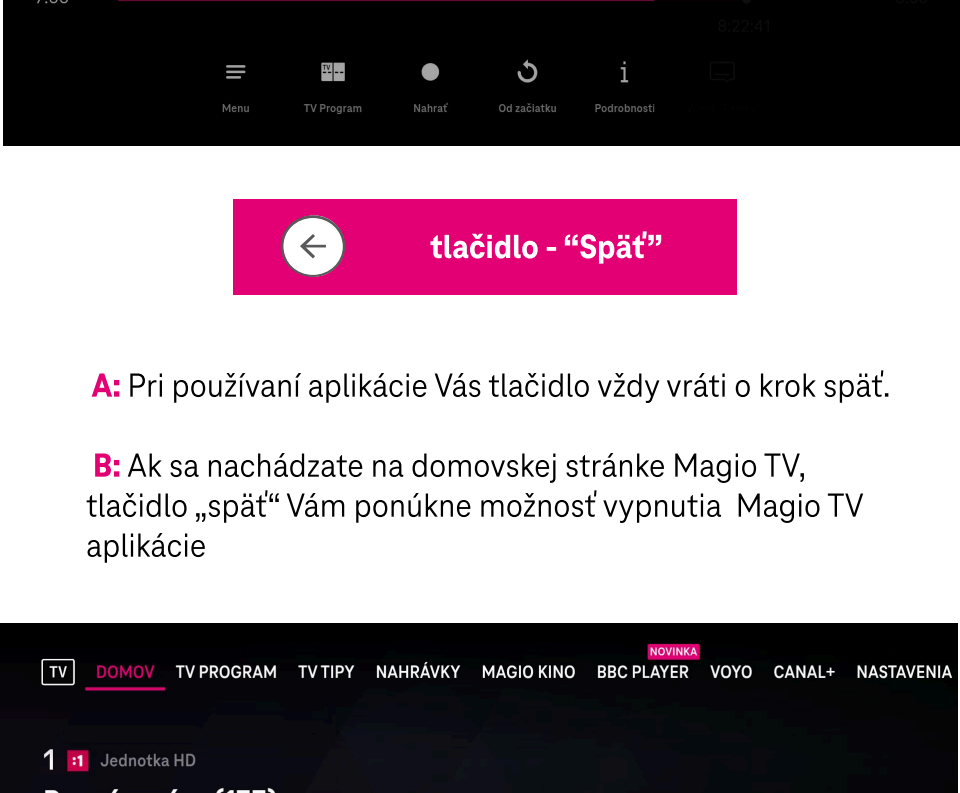 8:22:41
Menu TV Program Nahrať Od začiatku Podrobnosti
tlačidlo - “Späť”
A: Pri používaní aplikácie Vás tlačidlo vždy vráti o krok späť.
B: Ak sa nachádzate na domovskej stránke Magio TV,
tlačidlo „späť“ Vám ponúkne možnosť vypnutia Magio TV
aplikácie
NOVINKA
TV DOMOV TV PROGRAM TV TIPY NAHRÁVKY MAGIO KINO BBC PLAYER VOYO CANAL+ NASTAVENIA
1 :1 Jednotka HD